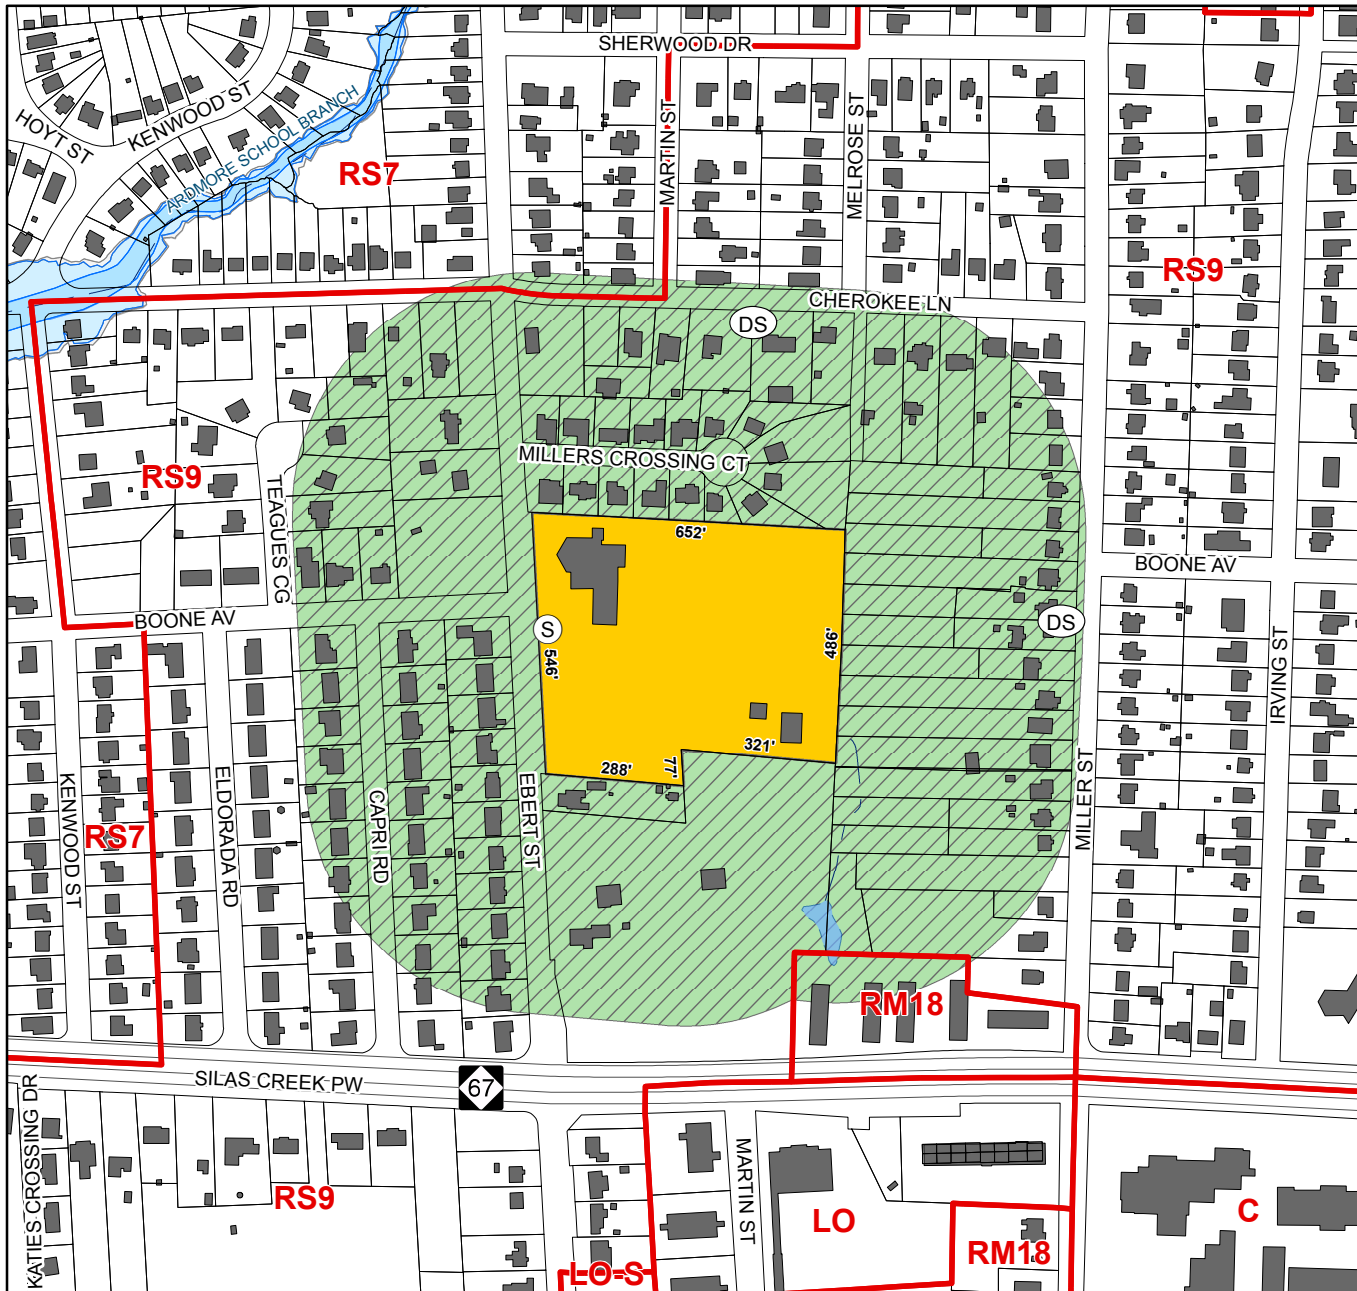 SHERWOOD DR
HOYT ST
KENWOOD ST
ARDMORE SCHOOL BRANCH
RS7
MARTIN ST
MELROSE ST
RS9
CHEROKEE LN
DS
MILLERS CROSSING CT
RS9
TEAGUES CG
652'
BOONE AV
BOONE AV
S
546'
486'
DS
IRVING ST
321'
288'
77'
KENWOOD ST
ELDORADA RD
CAPRI RD
EBERT ST
MILLER ST
RS7
RM18
SILAS CREEK PW
67
KATIES CROSSING DR
MARTIN ST
RS9
LO
C
RM18
LO-S